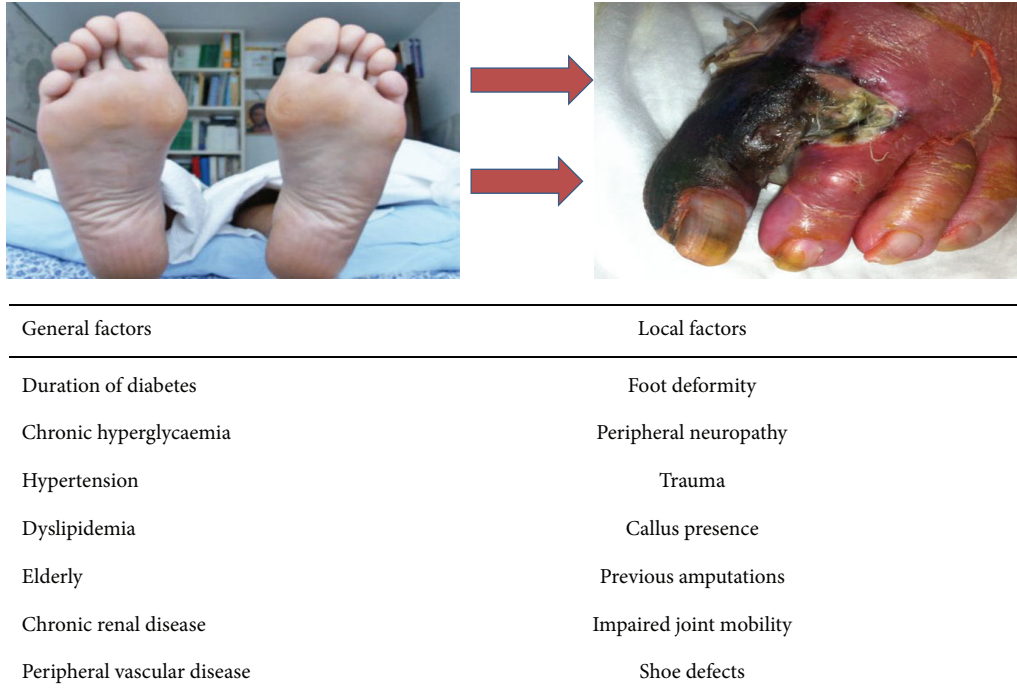 General factors Local factors
Duration of diabetes Foot deformity
Chronic hyperglycaemia Peripheral neuropathy
Hypertension Trauma
Dyslipidemia Callus presence
Elderly Previous amputations
Chronic renal disease Impaired joint mobility
Peripheral vascular disease Shoe defects